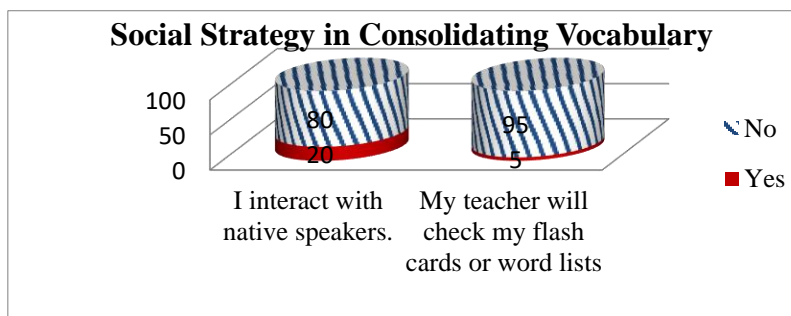 Social Strategy in Consolidating Vocabulary
100
50
0
80
20
95
5
No
Yes
I interact with
native speakers.
My teacher will
check my flash
cards or word lists